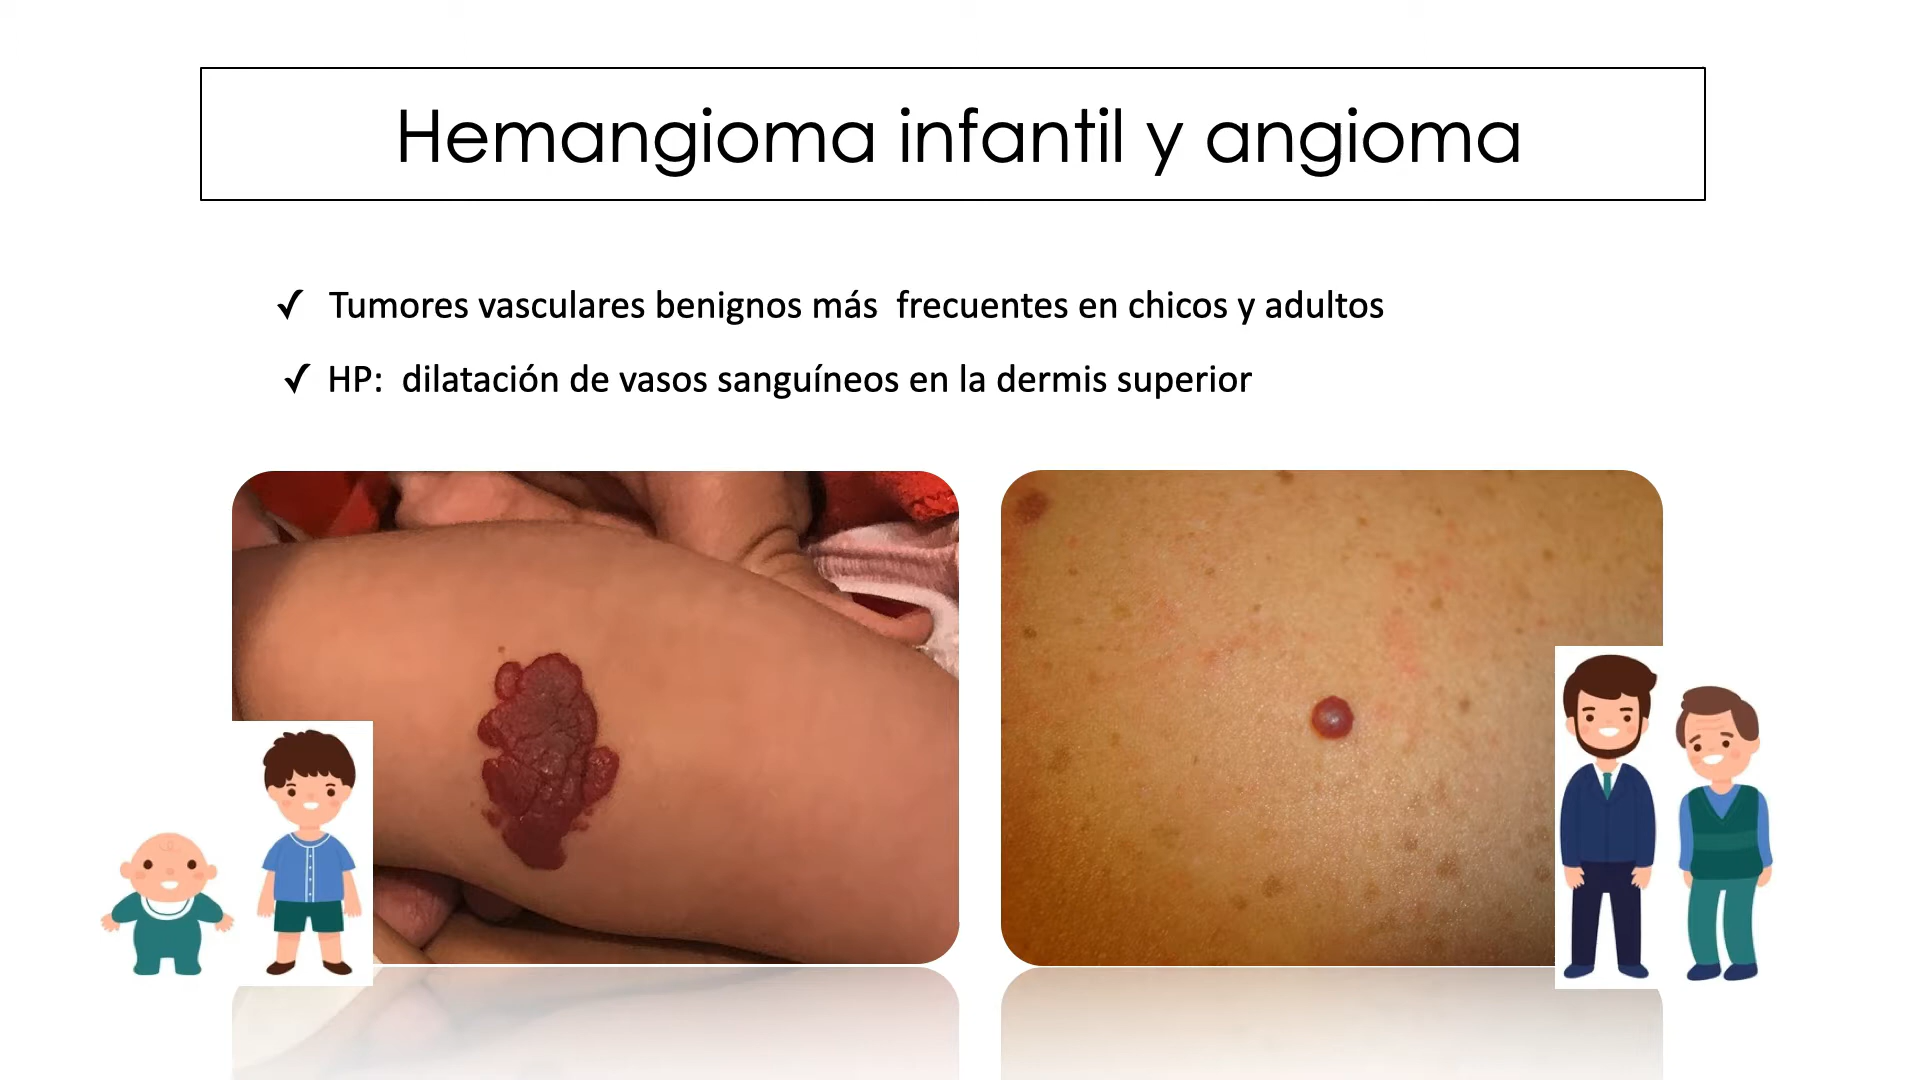 Hemangioma infantil y angioma
✓ Tumores vasculares benignos más frecuentes en chicos y adultos
✓ HP: dilatación de vasos sanguíneos en la dermis superior